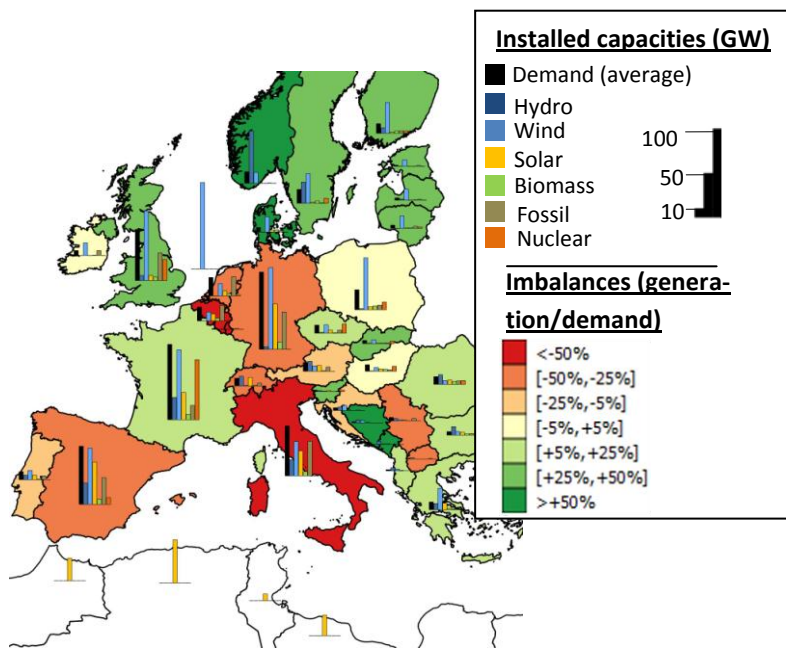 Installed capacities (GW)
Demand (average)
Hydro
Wind
Solar
Biomass
Fossil
Nuclear
100
50
10
Imbalances (genera-
tion/demand)
<-50%
[-50%,-25%]
[-25%,-5%]
[-5%,+5%]
[+5%,+25%]
[+25%,+50%]
>+50%